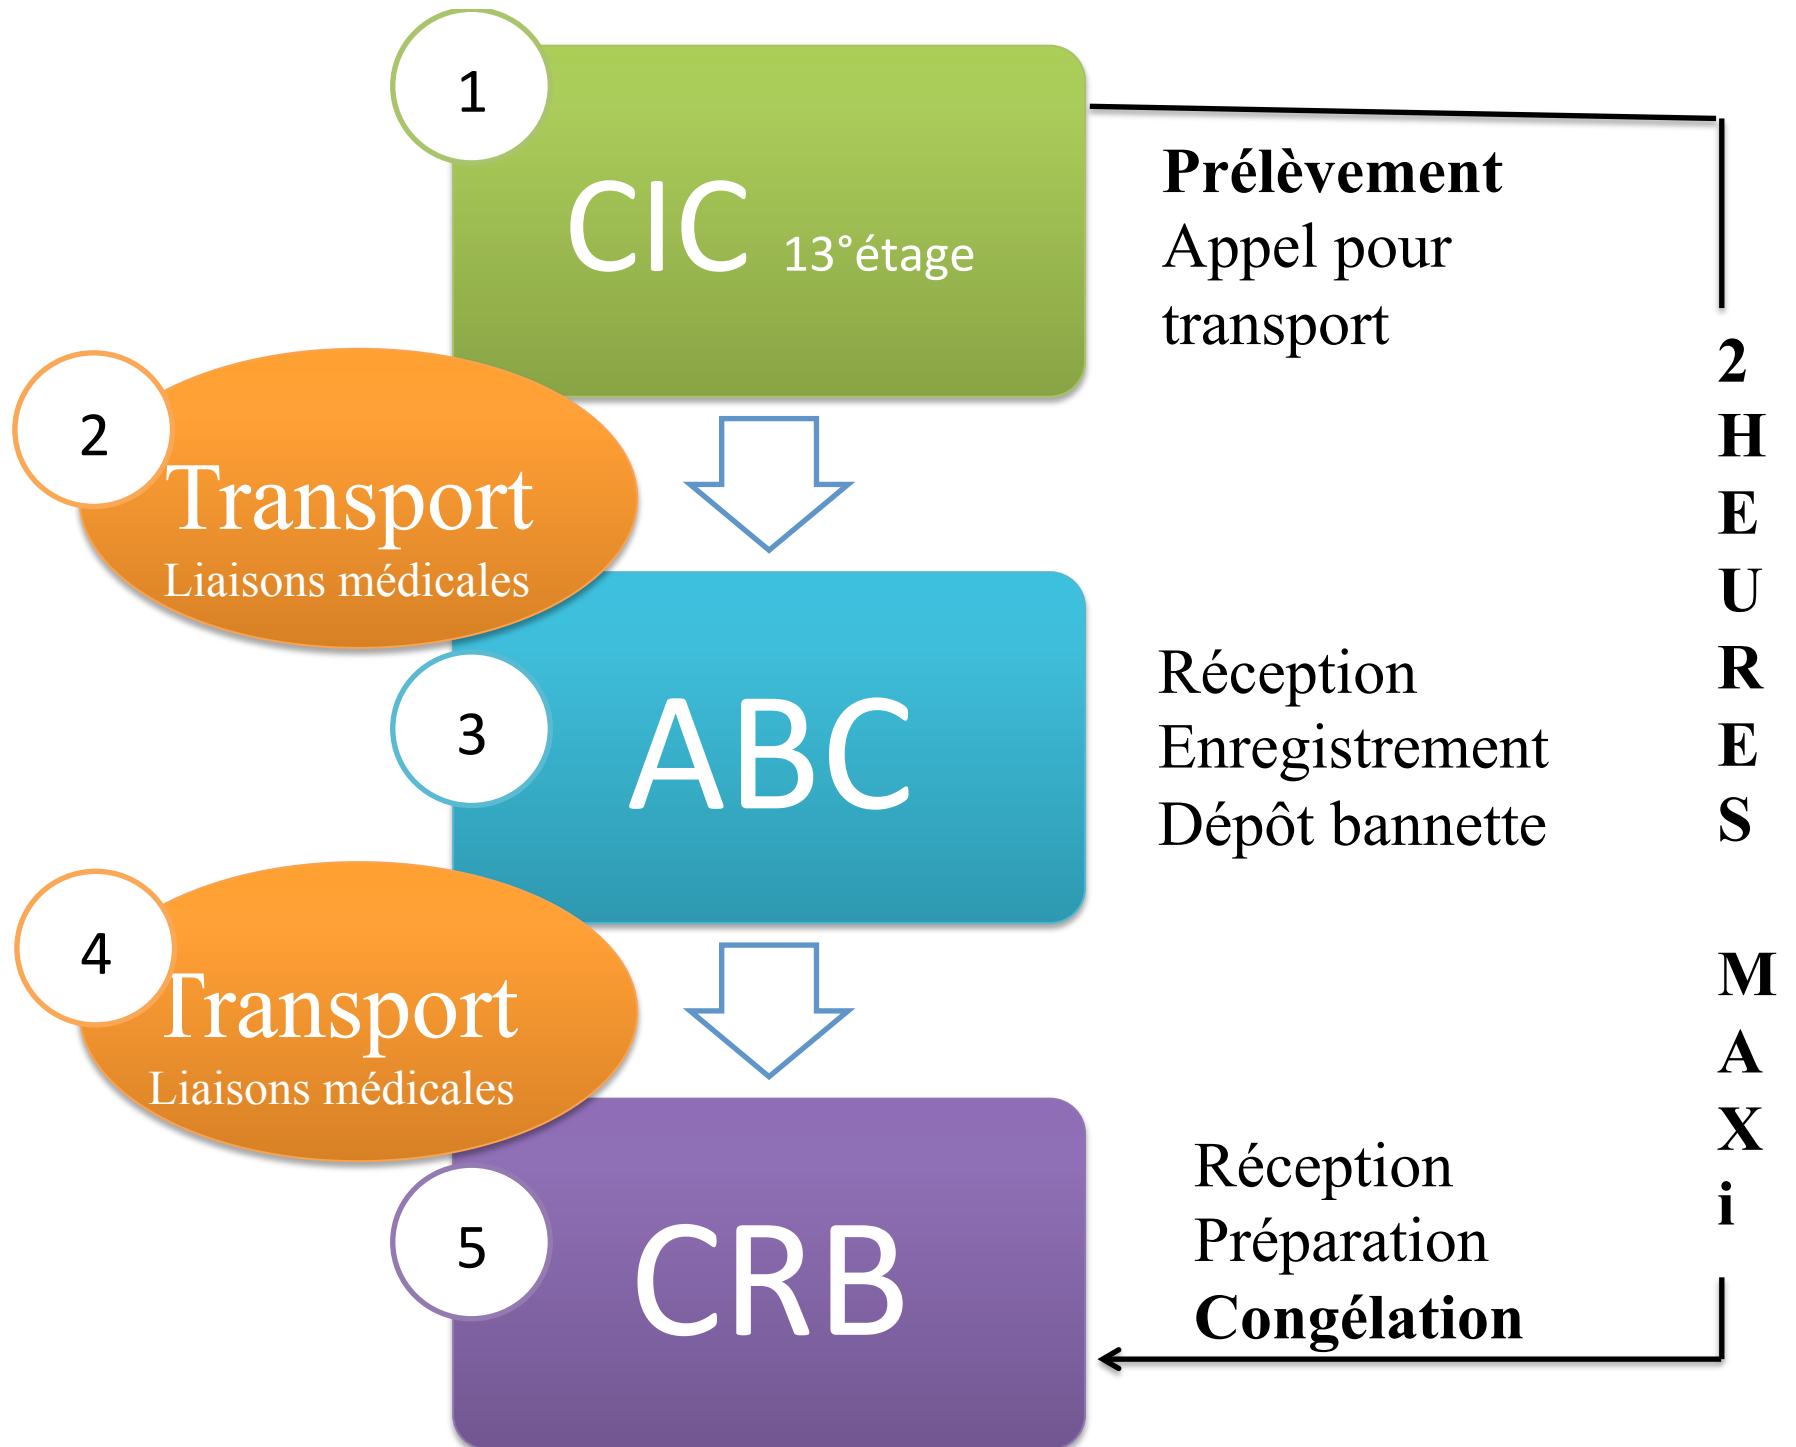 1
CIC 13°étage
Prélèvement
Appel pour
transport
2
Transport
Liaisons médicales
3
ABC
Réception
Enregistrement
Dépôt bannette
4
Transport
Liaisons médicales
5
CRB
Réception
Préparation
Congélation
2
H
E
U
R
E
S
M
A
X
i